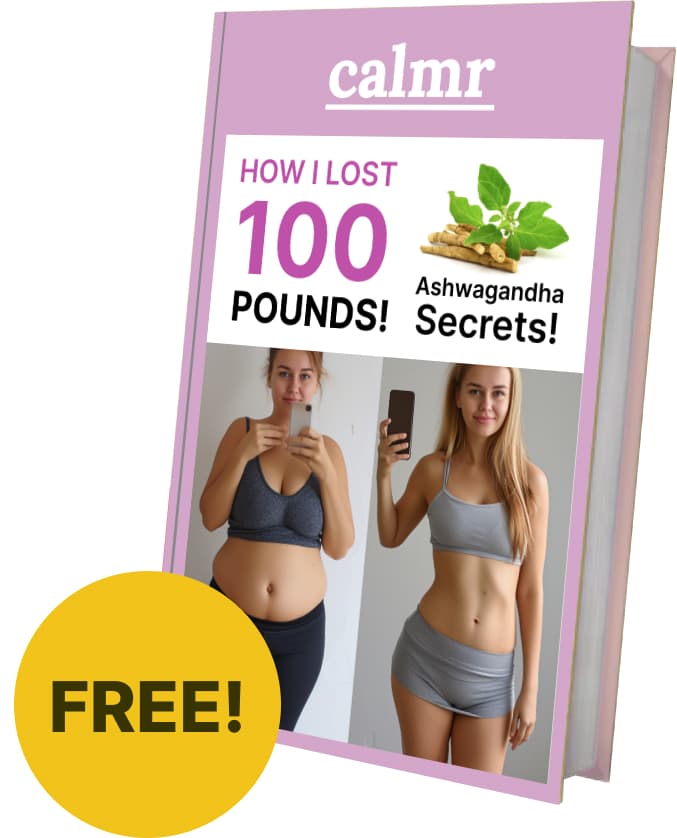 calmr
HOW I LOST
100
POUNDS!
Ashwagandha
Secrets!
FREE!